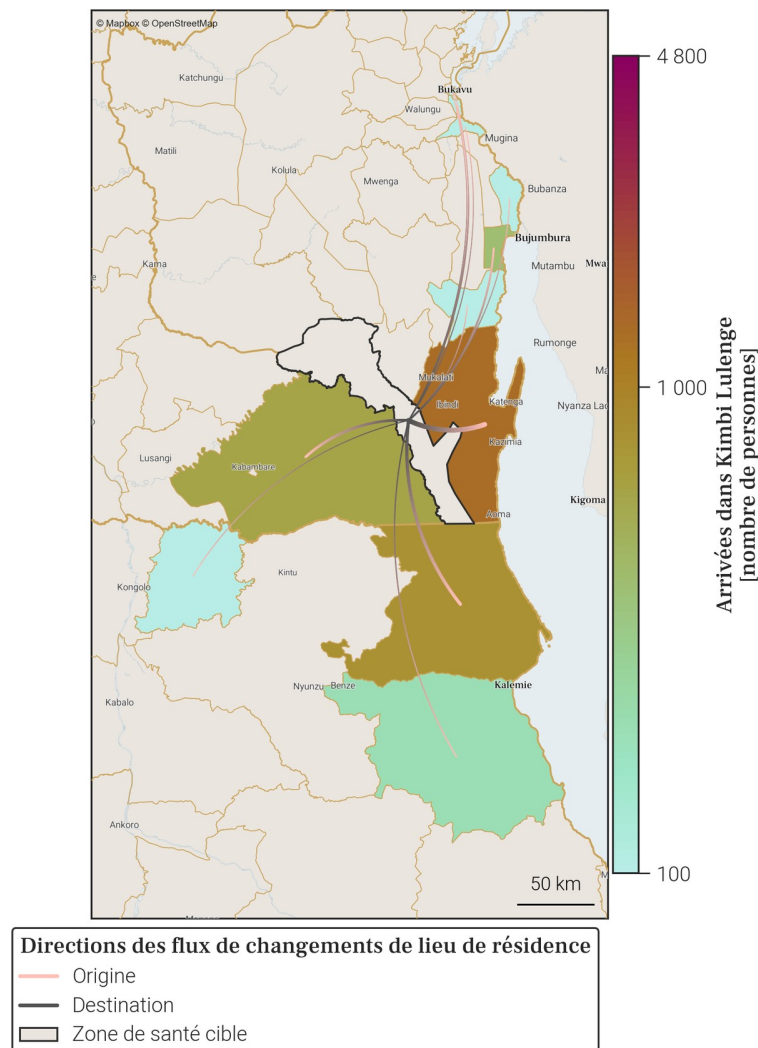 © Mapbox © OpenStreetMap
4 800
Katchungu
Bukavu
Walungu
Mugina
Matili
Kolula
Mwenga
Bubanza
Bujumbura
Kama
Mutambu
Mwa
Rumonge
1 000
Mukalati
Ma
Ibindi
Katenga
Nyanza Lac
Kazimia
Lusangi
Kabambare
Kigoma
Aoma
Kintu
Kongolo
Nyunzu
Benze
Kalemie
Kabalo
Ankoro
100
50 km
Arrivées dans Kimbi Lulenge
[nombre de personnes]
Directions des flux de changements de lieu de résidence
Origine
Destination
Zone de santé cible